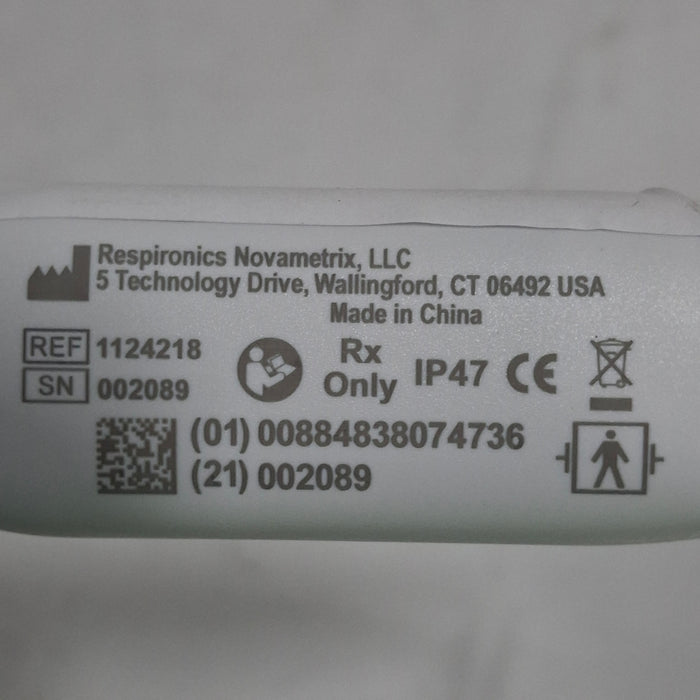 Respironics Novametrix, LLC
5 Technology Drive, Wallingford, CT 06492 USA
Made in China
REF 1124218
SN 002089
Rx Only
IP47
CE
(01) 00884838074736
(21) 002089